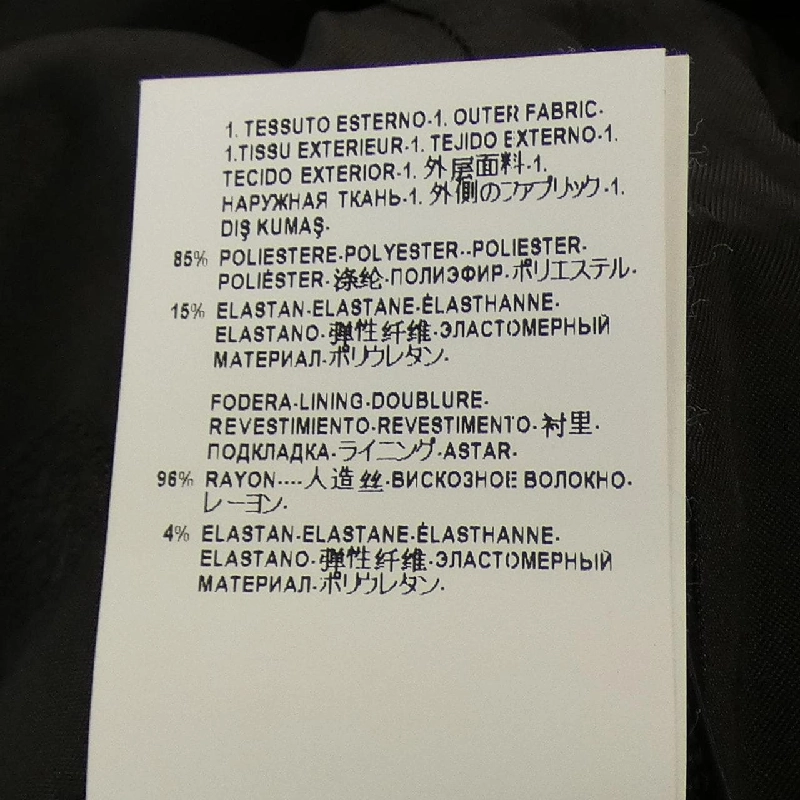 1. TESSUTO ESTERNO-1. OUTER FABRIC-
1.TISSU EXTERIEUR-1. TEJIDO EXTERNO-1.
TECIDO EXTERIOR-1. 外层面料-1.
НАРУЖНАЯ ТКАНЬ-1. 外側のファブリック-1.
DIŞ KUMAŞ-
85% POLIESTERE-POLYESTER--POLIESTER-
POLIÉSTER-涤纶-ПОЛИЭФИР-ポリエステル-
15% ELASTAN-ELASTANE-ÉLASTHANNE-
ELASTANO-弹性纤维-ЭЛАСТОМЕРНЫЙ
МАТЕРИАЛ-ポリウレタン-
FODERA-LINING-DOUBLURE-
REVESTIMIENTO-REVESTIMENTO-衬里-
ПОДКЛАДКА-ライニング-ASTAR-
96% RAYON----人造丝-ВИСКОЗНОЕ ВОЛОКНО-
レーヨン-
4% ELASTAN-ELASTANE-ÉLASTHANNE-
ELASTANO-弹性纤维-ЭЛАСТОМЕРНЫЙ
МАТЕРИАЛ-ポリウレタン-